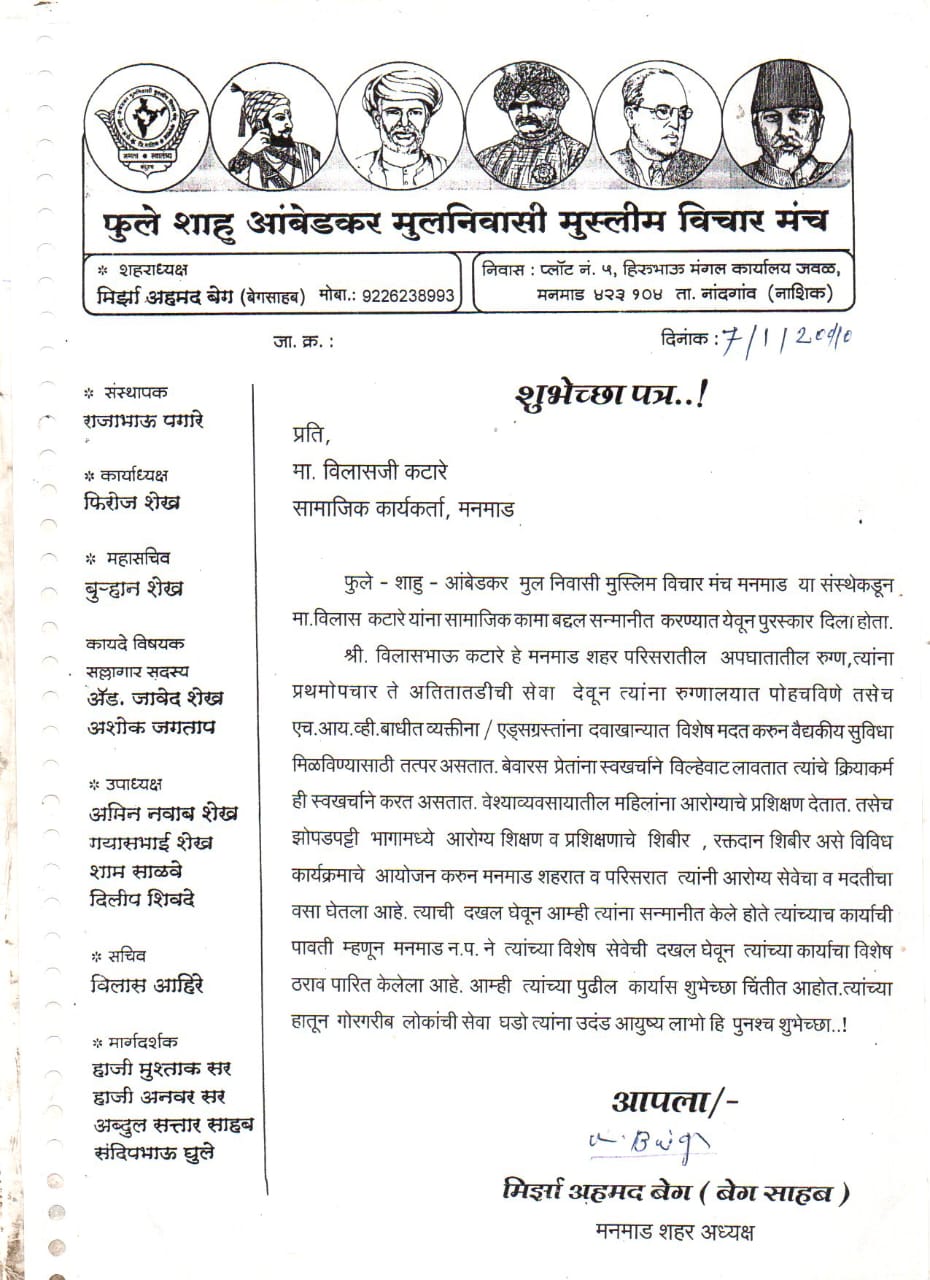 जनता स्वातंत्र्य
फुले शाहु आंबेडकर मुलनिवासी मुस्लीम विचार मंच
* शहराध्यक्ष
मिर्झा अहमद बेग (बेगसाहब) मोबा.: 9226238993
निवास : प्लॉट नं. ५, हिरुभाऊ मंगल कार्यालय जवळ,
मनमाड ४२३ १०४ ता. नांदगांव (नाशिक)
जा. क्र. :
दिनांक : 7/1/2010
* संस्थापक
राजाभाऊ पगारे
* कार्याध्यक्ष
फिरोज शेख
* महासचिव
बुऱ्हान शेख
कायदे विषयक
सल्लागार सदस्य
ॲड. जावेद शेख
अशोक जगताप
* उपाध्यक्ष
अमिन नवाब शेख
गयासभाई शेख
शाम साळवे
दिलीप शिवदे
* सचिव
विलास आहिरे
* मार्गदर्शक
हाजी मुश्ताक सर
हाजी अनवर सर
अब्दुल सत्तार साहब
संदिपभाऊ घुले
शुभेच्छा पत्र..!
प्रति,
मा. विलासजी कटारे
सामाजिक कार्यकर्ता, मनमाड
फुले - शाहु - आंबेडकर मुल निवासी मुस्लिम विचार मंच मनमाड या संस्थेकडून
मा.विलास कटारे यांना सामाजिक कामा बद्दल सन्मानीत करण्यात येवून पुरस्कार दिला होता.
श्री. विलासभाऊ कटारे हे मनमाड शहर परिसरातील अपघातातील रुग्ण,त्यांना
प्रथमोपचार ते अतितातडीची सेवा देवून त्यांना रुग्णालयात पोहचविणे तसेच
एच.आय.व्ही.बाधीत व्यक्तीना / एड्सग्रस्तांना दवाखान्यात विशेष मदत करुन वैद्यकीय सुविधा
मिळविण्यासाठी तत्पर असतात. बेवारस प्रेतांना स्वखर्चाने विल्हेवाट लावतात त्यांचे क्रियाकर्म
ही स्वखर्चाने करत असतात. वेश्याव्यवसायातील महिलांना आरोग्याचे प्रशिक्षण देतात. तसेच
झोपडपट्टी भागामध्ये आरोग्य शिक्षण व प्रशिक्षणाचे शिबीर , रक्तदान शिबीर असे विविध
कार्यक्रमाचे आयोजन करुन मनमाड शहरात व परिसरात त्यांनी आरोग्य सेवेचा व मदतीचा
वसा घेतला आहे. त्याची दखल घेवून आम्ही त्यांना सन्मानीत केले होते त्यांच्याच कार्याची
पावती म्हणून मनमाड न.प. ने त्यांच्या विशेष सेवेची दखल घेवून त्यांच्या कार्याचा विशेष
ठराव पारित केलेला आहे. आम्ही त्यांच्या पुढील कार्यास शुभेच्छा चिंतीत आहोत.त्यांच्या
हातून गोरगरीब लोकांची सेवा घडो त्यांना उदंड आयुष्य लाभो हि पुनश्च शुभेच्छा..!
आपला/-
मिर्झा अहमद बेग ( बेग साहब )
मनमाड शहर अध्यक्ष